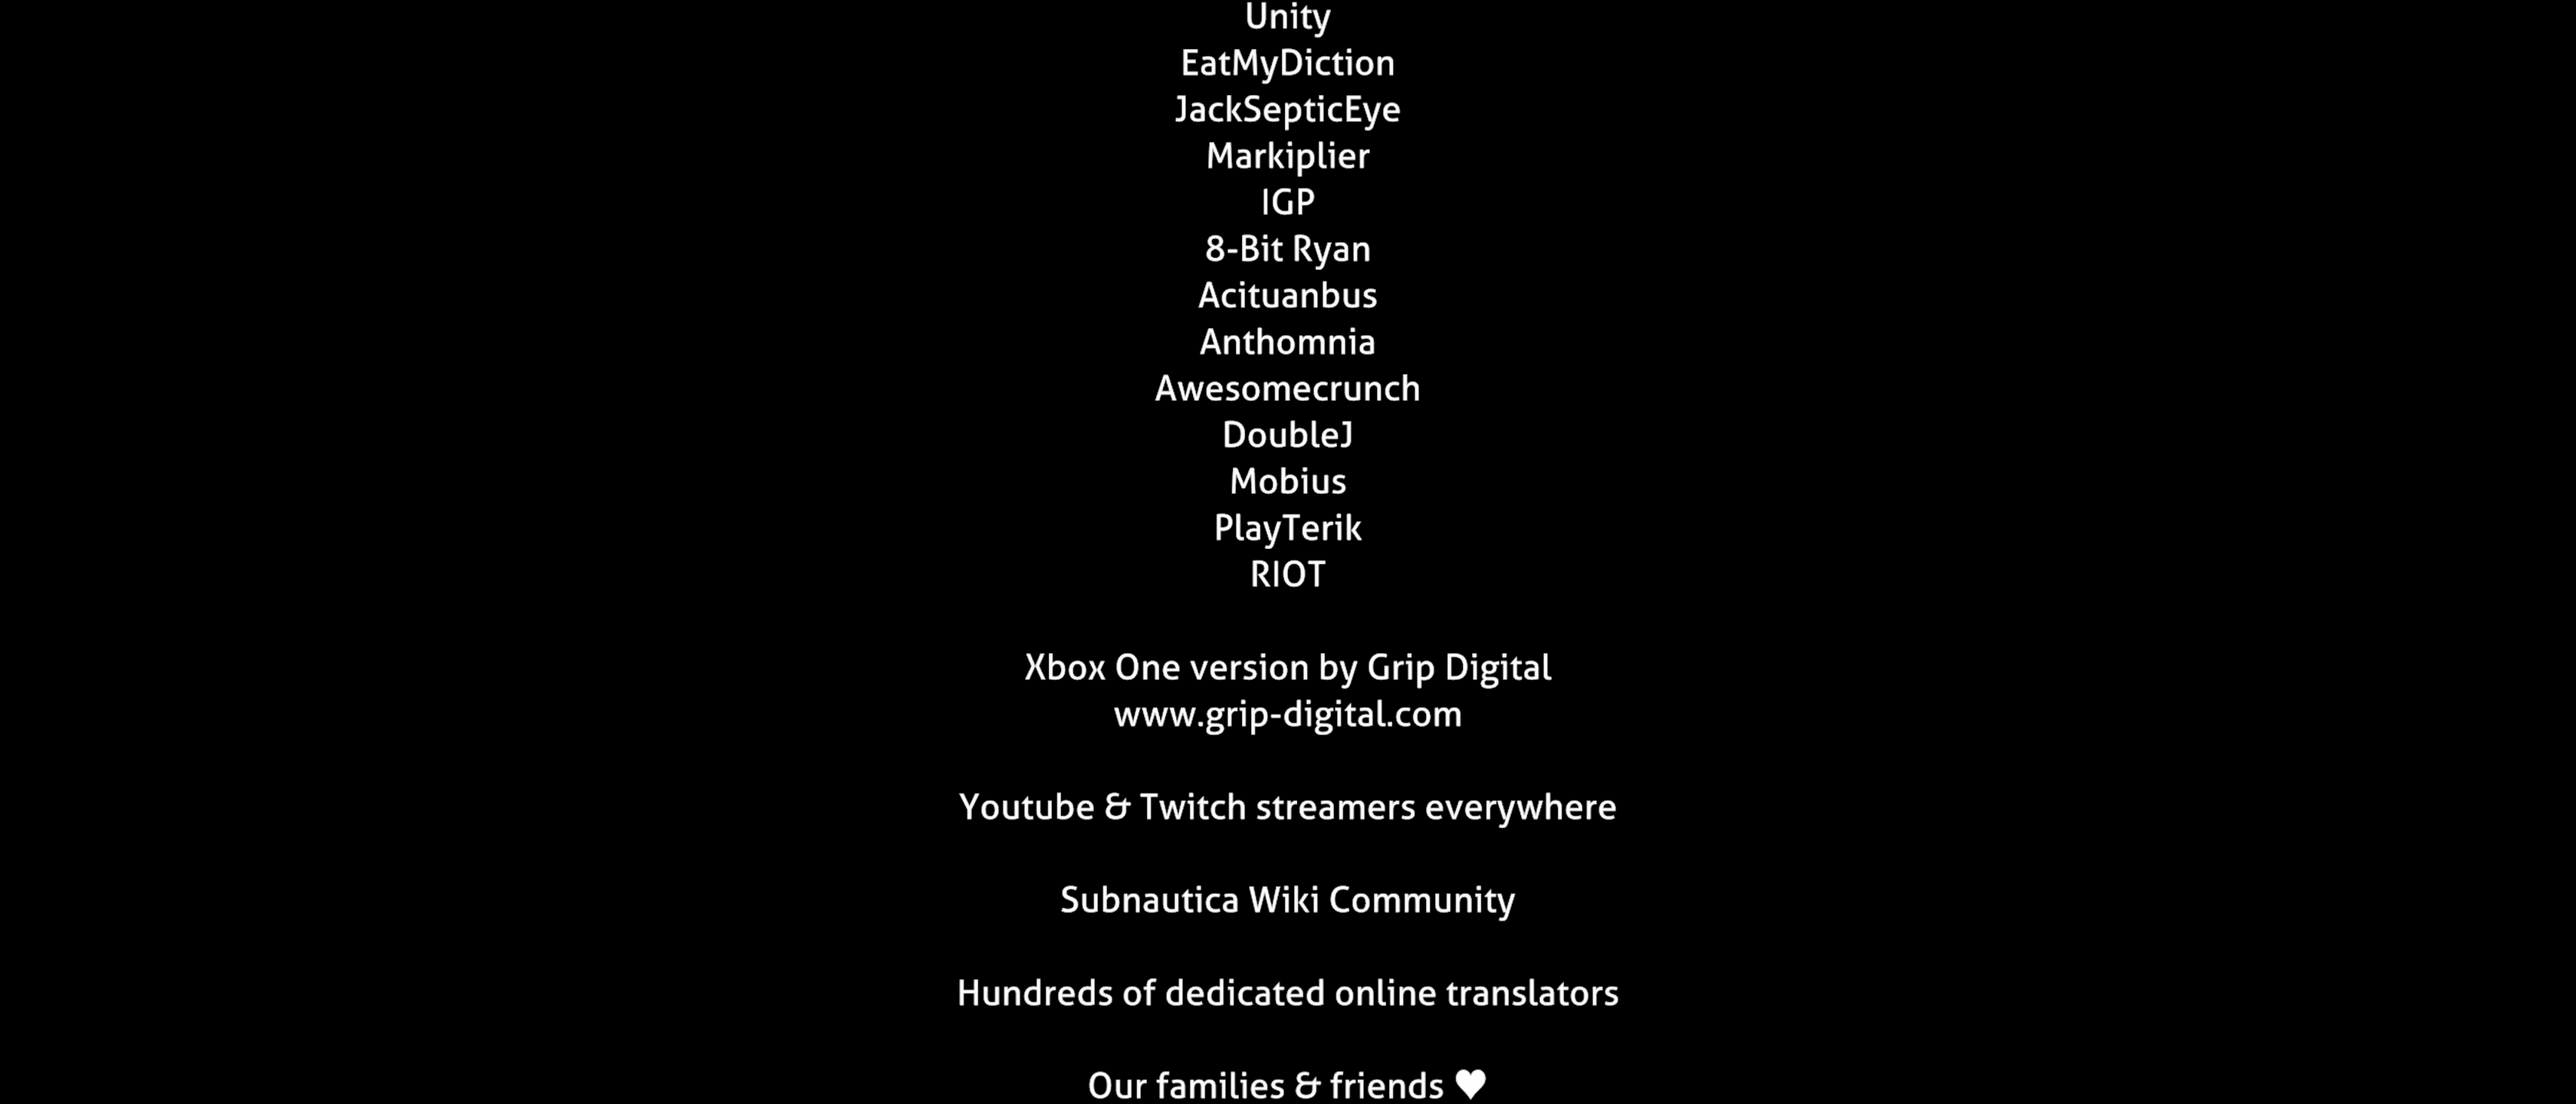 Unity
EatMyDiction
JackSepticEye
Markiplier
IGP
8-Bit Ryan
Acituanbus
Anthomnia
Awesomecrunch
DoubleJ
Mobius
PlayTerik
RIOT
Xbox One version by Grip Digital
www.grip-digital.com
Youtube & Twitch streamers everywhere
Subnautica Wiki Community
Hundreds of dedicated online translators
Our families & friends ♥